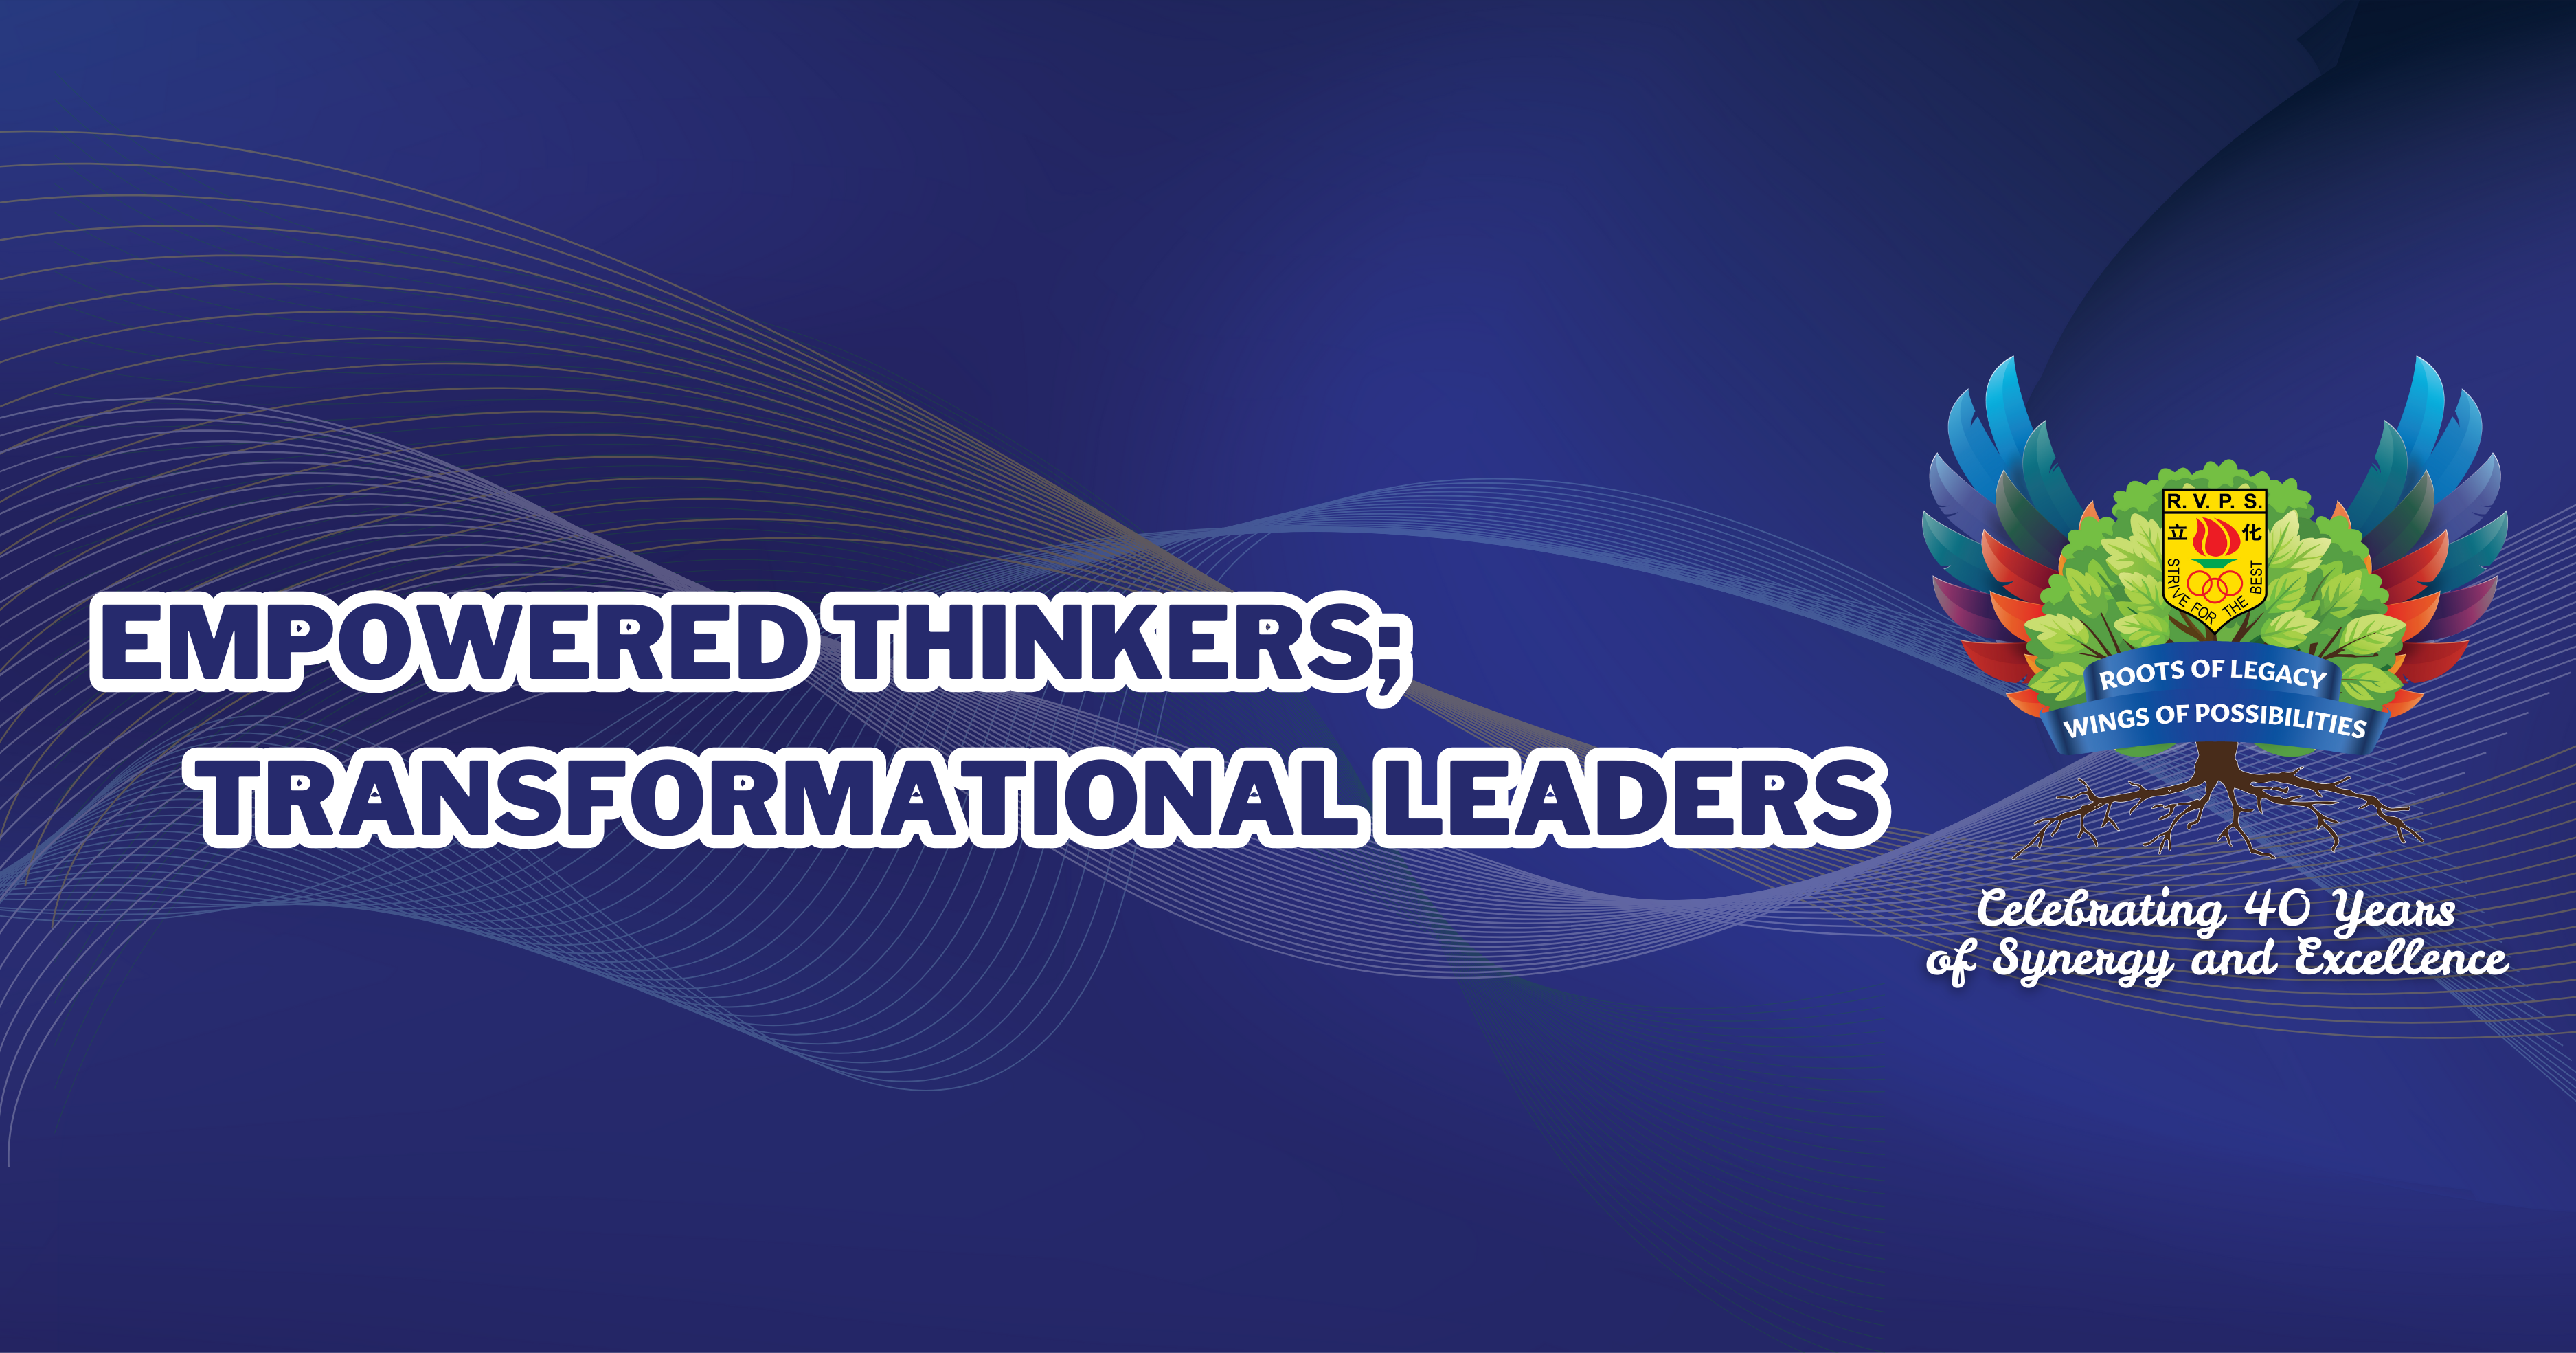 EMPOWERED THINKERS;
TRANSFORMATIONAL LEADERS
R. V. P. S.
立 化
STRIVE FOR THE BEST
ROOTS OF LEGACY
WINGS OF POSSIBILITIES
Celebrating 40 Years
of Synergy and Excellence